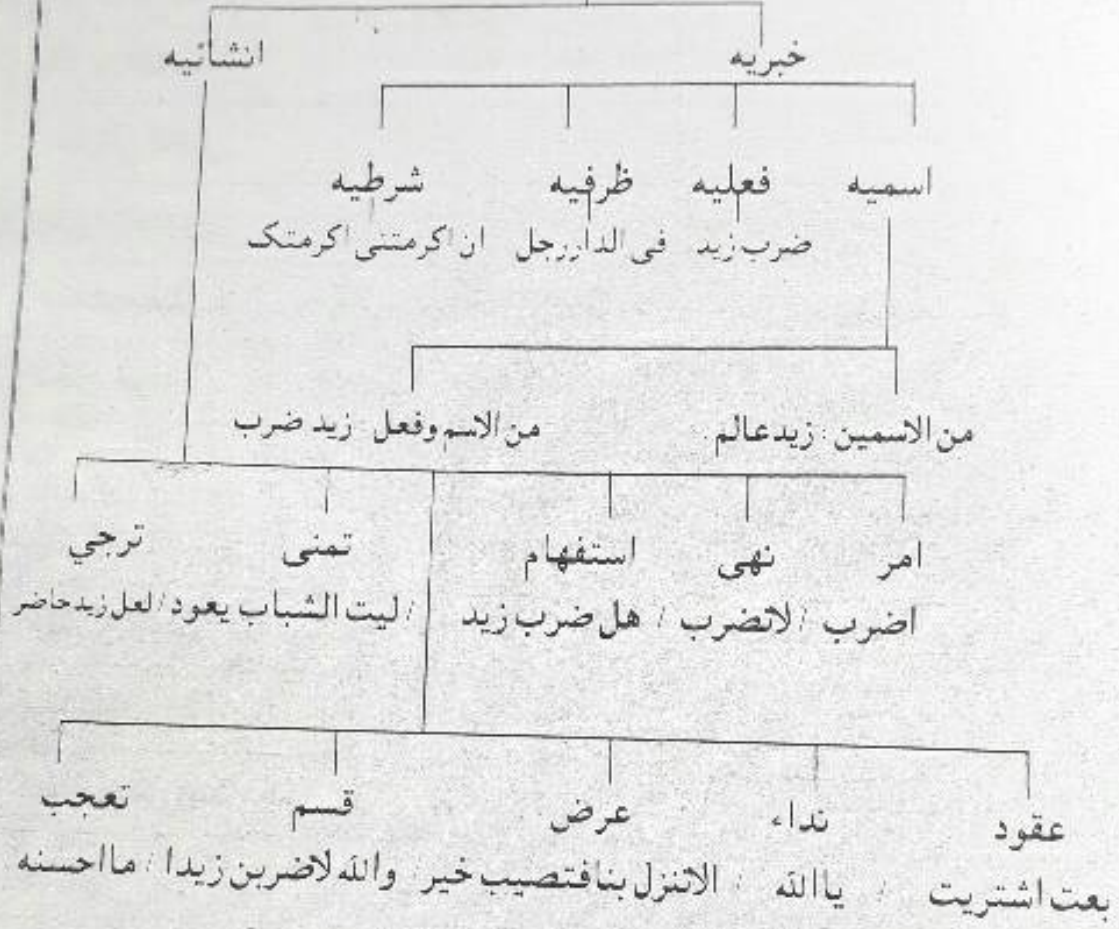 خبریه انشائیه
اسمیه فعلیه ظرفیه شرطیه
ضرب زید فی الدار رجل ان اکرمتنی اکرمتک
من الاسمین : زید عالم من الاسم وفعل : زید ضرب
امر نهی استفهام تمنی ترجي
اضرب / لاتضرب / هل ضرب زید / لیت الشباب یعود / لعل زید حاضر
عقود نداء عرض قسم تعجب
بعت اشتریت / یا الله / الاتنزل بنا فتصیب خیر / والله لاضربن زیدا / ما احسنه